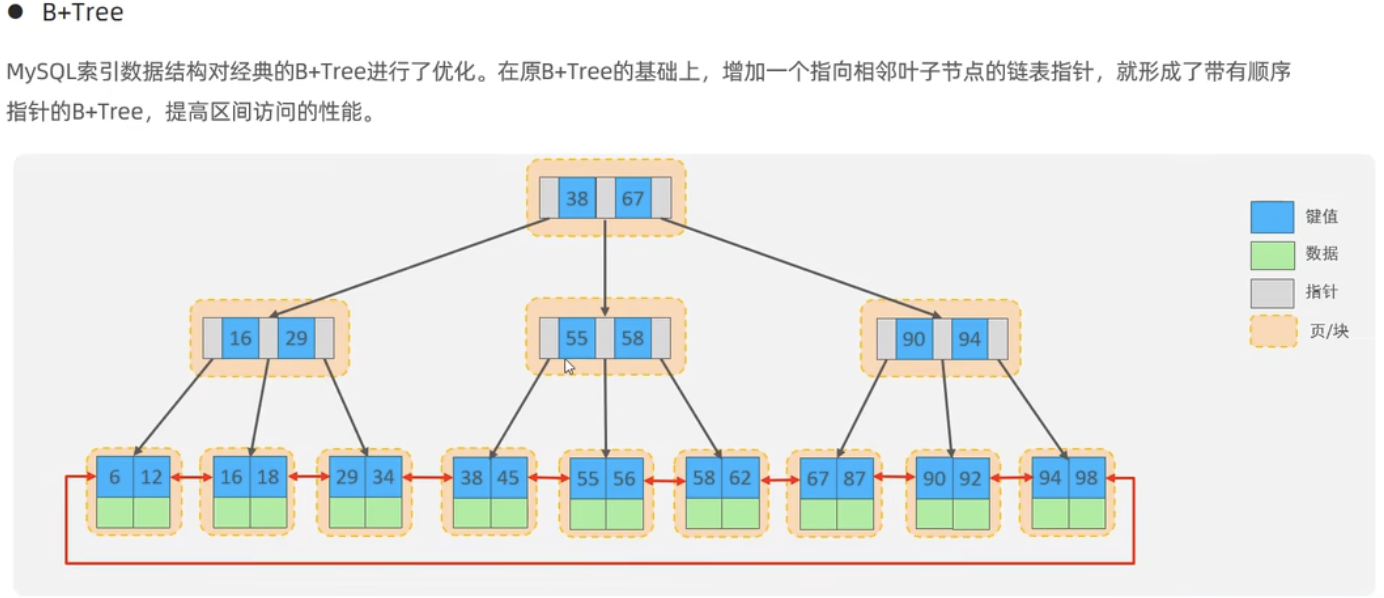 ● B+Tree
MySQL索引数据结构对经典的B+Tree进行了优化。在原B+Tree的基础上，增加一个指向相邻叶子节点的链表指针，就形成了带有顺序
指针的B+Tree，提高区间访问的性能。
38 67
键值
数据
指针
页/块
16 29 55 58 90 94
6 12 16 18 29 34 38 45 55 56 58 62 67 87 90 92 94 98